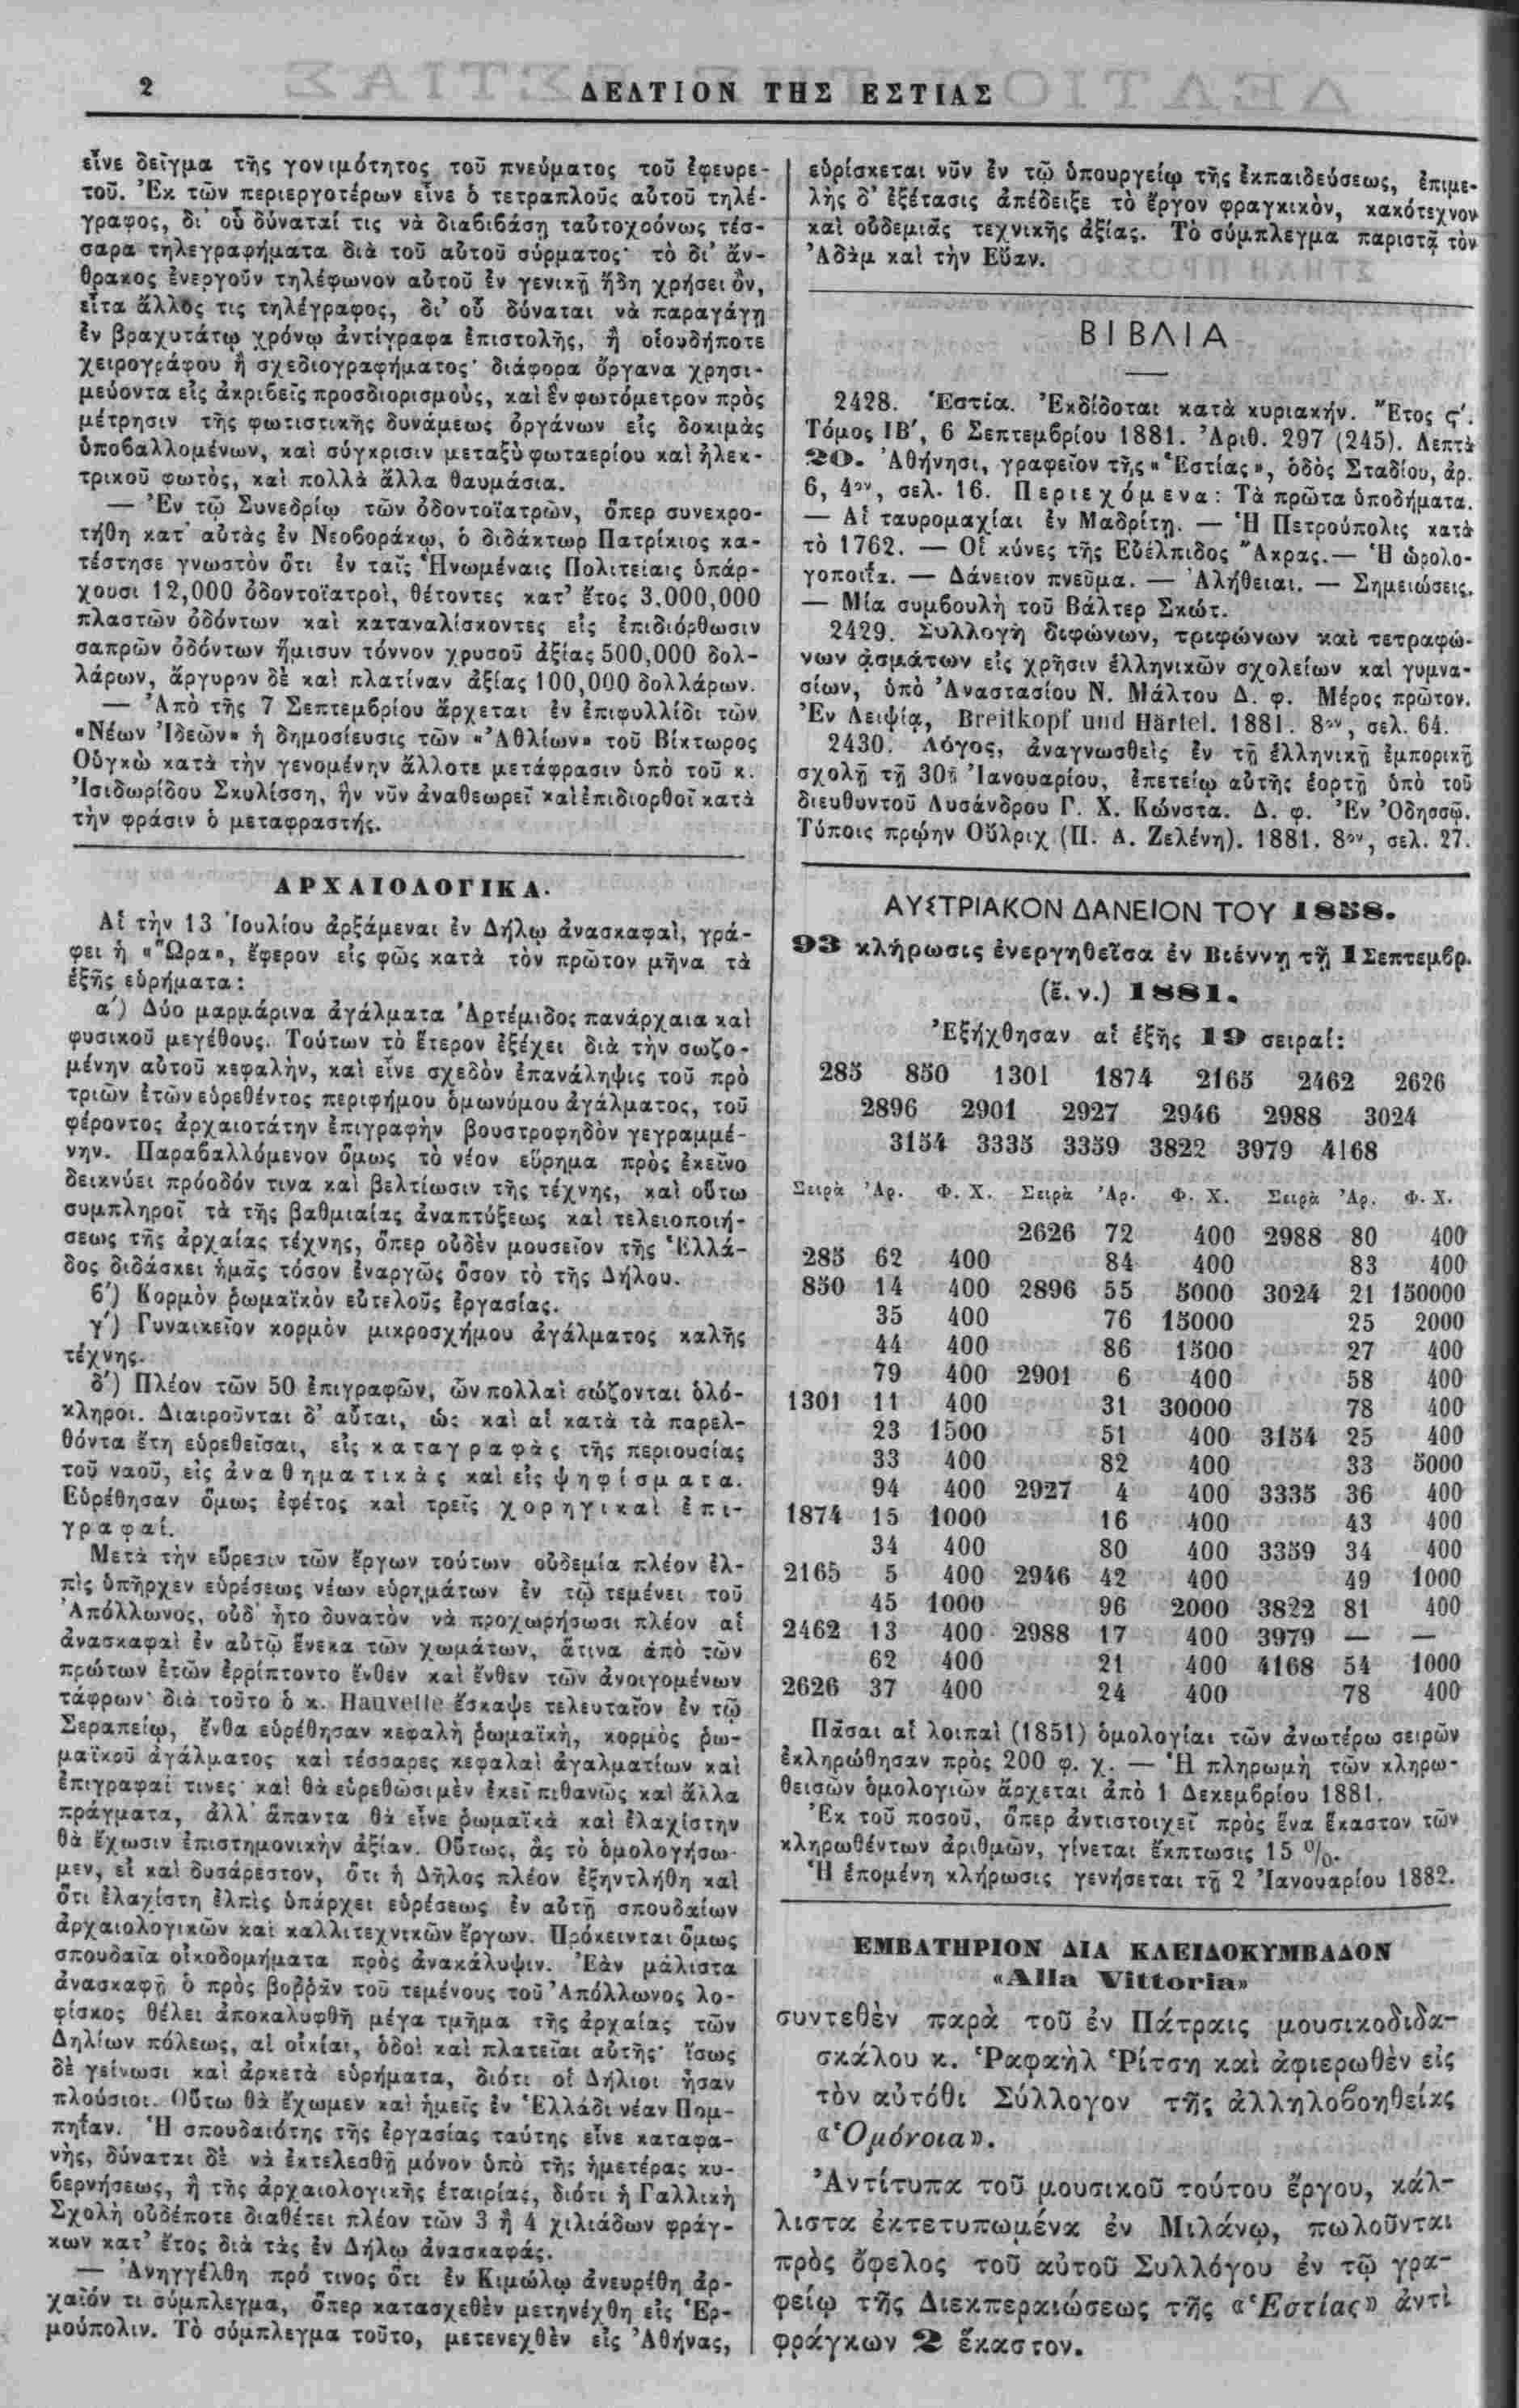 2
ΔΕΛΤΙΟΝ ΤΗΣ ΕΣΤΙΑΣ
εἶνε δεῖγμα τῆς γονιμότητος τοῦ πνεύματος τοῦ ἐφευρε-
τοῦ. Ἐκ τῶν περιεργοτέρων εἶνε ὁ τετραπλοῦς αὐτοῦ τηλέ-
γραφος, δι' οὗ δύναταί τις νὰ διαβιβάσῃ ταὐτοχρόνως τέσ-
σαρα τηλεγραφήματα διὰ τοῦ αὐτοῦ σύρματος· τὸ δι' ἄν-
θρακος ἐνεργοῦν τηλέφωνον αὐτοῦ ἐν γενικῇ ἤδη χρήσει ὄν,
εἶτα ἄλλος τις τηλέγραφος, δι' οὗ δύναται νὰ παραγάγῃ
ἐν βραχυτάτῳ χρόνῳ ἀντίγραφα ἐπιστολῆς, ἢ οἱουδήποτε
χειρογράφου ἢ σχεδιογραφήματος· διάφορα ὄργανα χρησι-
μεύοντα εἰς ἀκριβεῖς προσδιορισμοὺς, καὶ ἓν φωτόμετρον πρὸς
μέτρησιν τῆς φωτιστικῆς δυνάμεως ὀργάνων εἰς δοκιμὰς
ὑποβαλλομένων, καὶ σύγκρισιν μεταξὺ φωταερίου καὶ ἠλεκ-
τρικοῦ φωτὸς, καὶ πολλὰ ἄλλα θαυμάσια.
— Ἐν τῷ Συνεδρίῳ τῶν ὀδοντοϊατρῶν, ὅπερ συνεκρο-
τήθη κατ' αὐτὰς ἐν Νεοβοράκῳ, ὁ διδάκτωρ Πατρίκιος κα-
τέστησε γνωστὸν ὅτι ἐν ταῖς Ἡνωμέναις Πολιτείαις ὑπάρ-
χουσι 12,000 ὀδοντοϊατροὶ, θέτοντες κατ' ἔτος 3,000,000
πλαστῶν ὀδόντων καὶ καταναλίσκοντες εἰς ἐπιδιόρθωσιν
σαπρῶν ὀδόντων ἥμισυν τόννον χρυσοῦ ἀξίας 500,000 δολ-
λάρων, ἄργυρον δὲ καὶ πλατίναν ἀξίας 100,000 δολλάρων.
— Ἀπὸ τῆς 7 Σεπτεμβρίου ἄρχεται ἐν ἐπιφυλλίδι τῶν
«Νέων Ἰδεῶν» ἡ δημοσίευσις τῶν «Ἀθλίων» τοῦ Βίκτωρος
Οὑγκὼ κατὰ τὴν γενομένην ἄλλοτε μετάφρασιν ὑπὸ τοῦ κ.
Ἰσιδωρίδου Σκυλίσση, ἣν νῦν ἀναθεωρεῖ καὶ ἐπιδιορθοῖ κατὰ
τὴν φράσιν ὁ μεταφραστής.
ΑΡΧΑΙΟΛΟΓΙΚΑ.
Αἱ τὴν 13 Ἰουλίου ἀρξάμεναι ἐν Δήλῳ ἀνασκαφαὶ, γρά-
φει ἡ «Ὥρα», ἔφερον εἰς φῶς κατὰ τὸν πρῶτον μῆνα τὰ
ἑξῆς εὑρήματα:
α') Δύο μαρμάρινα ἀγάλματα Ἀρτέμιδος πανάρχαια καὶ
φυσικοῦ μεγέθους. Τούτων τὸ ἕτερον ἐξέχει διὰ τὴν σωζο-
μένην αὐτοῦ κεφαλὴν, καὶ εἶνε σχεδὸν ἐπανάληψις τοῦ πρὸ
τριῶν ἐτῶν εὑρεθέντος περιφήμου ὁμωνύμου ἀγάλματος, τοῦ
φέροντος ἀρχαιοτάτην ἐπιγραφὴν βουστροφηδὸν γεγραμμέ-
νην. Παραβαλλόμενον ὅμως τὸ νέον εὕρημα πρὸς ἐκεῖνο
δεικνύει πρόοδόν τινα καὶ βελτίωσιν τῆς τέχνης, καὶ οὕτω
συμπληροῖ τὰ τῆς βαθμιαίας ἀναπτύξεως καὶ τελειοποιή-
σεως τῆς ἀρχαίας τέχνης, ὅπερ οὐδὲν μουσεῖον τῆς Ἑλλά-
δος διδάσκει ἡμᾶς τόσον ἐναργῶς ὅσον τὸ τῆς Δήλου.
β') Κορμὸν ῥωμαϊκὸν εὐτελοῦς ἐργασίας.
γ') Γυναικεῖον κορμὸν μικροσχήμου ἀγάλματος καλῆς
τέχνης.
δ') Πλέον τῶν 50 ἐπιγραφῶν, ὧν πολλαὶ σώζονται ὁλό-
κληροι. Διαιροῦνται δ' αὗται, ὡς καὶ αἱ κατὰ τὰ παρελ-
θόντα ἔτη εὑρεθεῖσαι, εἰς καταγραφὰς τῆς περιουσίας
τοῦ ναοῦ, εἰς ἀναθηματικὰς καὶ εἰς ψηφίσματα.
Εὑρέθησαν ὅμως ἐφέτος καὶ τρεῖς χορηγικαὶ ἐπι-
γραφαί.
Μετὰ τὴν εὕρεσιν τῶν ἔργων τούτων οὐδεμία πλέον ἐλ-
πὶς ὑπῆρχεν εὑρέσεως νέων εὑρημάτων ἐν τῷ τεμένει τοῦ
Ἀπόλλωνος, οὐδ' ἦτο δυνατὸν νὰ προχωρήσωσι πλέον αἱ
ἀνασκαφαὶ ἐν αὐτῷ ἕνεκα τῶν χωμάτων, ἅτινα ἀπὸ τῶν
πρώτων ἐτῶν ἐρρίπτοντο ἔνθεν καὶ ἔνθεν τῶν ἀνοιγομένων
τάφρων· διὰ τοῦτο ὁ κ. Hauvette ἔσκαψε τελευταῖον ἐν τῷ
Σεραπείῳ, ἔνθα εὑρέθησαν κεφαλὴ ῥωμαϊκὴ, κορμὸς ῥω-
μαϊκοῦ ἀγάλματος καὶ τέσσαρες κεφαλαὶ ἀγαλματίων καὶ
ἐπιγραφαί τινες· καὶ θὰ εὑρεθῶσι μὲν ἐκεῖ πιθανῶς καὶ ἄλλα
πράγματα, ἀλλ' ἅπαντα θὰ εἶνε ῥωμαϊκὰ καὶ ἐλαχίστην
θὰ ἔχωσιν ἐπιστημονικὴν ἀξίαν. Οὕτως, ἂς τὸ ὁμολογήσω-
μεν, εἰ καὶ δυσάρεστον, ὅτι ἡ Δῆλος πλέον ἐξηντλήθη καὶ
ὅτι ἐλαχίστη ἐλπὶς ὑπάρχει εὑρέσεως ἐν αὐτῇ σπουδαίων
ἀρχαιολογικῶν καὶ καλλιτεχνικῶν ἔργων. Πρόκεινται ὅμως
σπουδαῖα οἰκοδομήματα πρὸς ἀνακάλυψιν. Ἐὰν μάλιστα
ἀνασκαφῇ ὁ πρὸς βοῤῥᾶν τοῦ τεμένους τοῦ Ἀπόλλωνος λο-
φίσκος θέλει ἀποκαλυφθῆ μέγα τμῆμα τῆς ἀρχαίας τῶν
Δηλίων πόλεως, αἱ οἰκίαι, ὁδοὶ καὶ πλατεῖαι αὐτῆς· ἴσως
δὲ γείνωσι καὶ ἀρκετὰ εὑρήματα, διότι οἱ Δήλιοι ἦσαν
πλούσιοι. Οὕτω θὰ ἔχωμεν καὶ ἡμεῖς ἐν Ἑλλάδι νέαν Πομ-
πηΐαν. Ἡ σπουδαιότης τῆς ἐργασίας ταύτης εἶνε καταφα-
νὴς, δύναται δὲ νὰ ἐκτελεσθῇ μόνον ὑπὸ τῆς ἡμετέρας κυ-
βερνήσεως, ἢ τῆς ἀρχαιολογικῆς ἑταιρίας, διότι ἡ Γαλλικὴ
Σχολὴ οὐδέποτε διαθέτει πλέον τῶν 3 ἢ 4 χιλιάδων φράγ-
κων κατ' ἔτος διὰ τὰς ἐν Δήλῳ ἀνασκαφάς.
— Ἀνηγγέλθη πρό τινος ὅτι ἐν Κιμώλῳ ἀνευρέθη ἀρ-
χαῖόν τι σύμπλεγμα, ὅπερ κατασχεθὲν μετηνέχθη εἰς Ἑρ-
μούπολιν. Τὸ σύμπλεγμα τοῦτο, μετενεχθὲν εἰς Ἀθήνας,
εὑρίσκεται νῦν ἐν τῷ ὑπουργείῳ τῆς ἐκπαιδεύσεως, ἐπιμε-
λὴς δ' ἐξέτασις ἀπέδειξε τὸ ἔργον φραγκικὸν, κακότεχνον
καὶ οὐδεμιᾶς τεχνικῆς ἀξίας. Τὸ σύμπλεγμα παριστᾷ τὸν
Ἀδὰμ καὶ τὴν Εὔαν.
ΒΙΒΛΙΑ
2428. Ἑστία. Ἐκδίδοται κατὰ κυριακήν. Ἔτος ϛ'.
Τόμος ΙΒ', 6 Σεπτεμβρίου 1881. Ἀριθ. 297 (245). Λεπτὰ
20. Ἀθήνησι, γραφεῖον τῆς «Ἑστίας», ὁδὸς Σταδίου, ἀρ.
6, 4ον, σελ. 16. Περιεχόμενα: Τὰ πρῶτα ὑποδήματα.
— Αἱ ταυρομαχίαι ἐν Μαδρίτῃ. — Ἡ Πετρούπολις κατὰ
τὸ 1762. — Οἱ κύνες τῆς Εὐέλπιδος Ἄκρας.— Ἡ ὡρολο-
γοποιΐα. — Δάνειον πνεῦμα. — Ἀλήθειαι. — Σημειώσεις.
— Μία συμβουλὴ τοῦ Βάλτερ Σκώτ.
2429. Συλλογὴ διφώνων, τριφώνων καὶ τετραφώ-
νων ᾀσμάτων εἰς χρῆσιν ἑλληνικῶν σχολείων καὶ γυμνα-
σίων, ὑπὸ Ἀναστασίου Ν. Μάλτου Δ. φ. Μέρος πρῶτον.
Ἐν Λειψίᾳ, Breitkopf und Härtel. 1881. 8ον, σελ. 64.
2430. Λόγος, ἀναγνωσθεὶς ἐν τῇ ἑλληνικῇ ἐμπορικῇ
σχολῇ τῇ 30ῇ Ἰανουαρίου, ἐπετείῳ αὐτῆς ἑορτῇ ὑπὸ τοῦ
διευθυντοῦ Λυσάνδρου Γ. Χ. Κώνστα. Δ. φ. Ἐν Ὀδησσῷ.
Τύποις πρῴην Οὔλριχ (Π. Α. Ζελένη). 1881. 8ον, σελ. 27.
ΑΥΣΤΡΙΑΚΟΝ ΔΑΝΕΙΟΝ ΤΟΥ 1858.
93 κλήρωσις ἐνεργηθεῖσα ἐν Βιέννῃ τῇ 1 Σεπτεμβρ.
(ἔ. ν.) 1881.
Ἐξήχθησαν αἱ ἑξῆς 19 σειραί:
285 850 1301 1874 2165 2462 2626
2896 2901 2927 2946 2988 3024
3154 3335 3359 3822 3979 4168
Σειρὰ Ἀρ. Φ. Χ. Σειρὰ Ἀρ. Φ. Χ. Σειρὰ Ἀρ. Φ. Χ.
2626 72 400 2988 80 400
285 62 400 84 400 83 400
850 14 400 2896 55 5000 3024 21 150000
35 400 76 15000 25 2000
44 400 86 1500 27 400
79 400 2901 6 400 58 400
1301 11 400 31 30000 78 400
23 1500 51 400 3154 25 400
33 400 82 400 33 5000
94 400 2927 4 400 3335 36 400
1874 15 1000 16 400 43 400
34 400 80 400 3359 34 400
2165 5 400 2946 42 400 49 1000
45 1000 96 2000 3822 81 400
2462 13 400 2988 17 400 3979 — —
62 400 21 400 4168 54 1000
2626 37 400 24 400 78 400
Πᾶσαι αἱ λοιπαὶ (1851) ὁμολογίαι τῶν ἀνωτέρω σειρῶν
ἐκληρώθησαν πρὸς 200 φ. χ. — Ἡ πληρωμὴ τῶν κληρω-
θεισῶν ὁμολογιῶν ἄρχεται ἀπὸ 1 Δεκεμβρίου 1881.
Ἐκ τοῦ ποσοῦ, ὅπερ ἀντιστοιχεῖ πρὸς ἕνα ἕκαστον τῶν
κληρωθέντων ἀριθμῶν, γίνεται ἔκπτωσις 15 %.
Ἡ ἑπομένη κλήρωσις γενήσεται τῇ 2 Ἰανουαρίου 1882.
ΕΜΒΑΤΗΡΙΟΝ ΔΙΑ ΚΛΕΙΔΟΚΥΜΒΑΛΟΝ
«Alla Vittoria»
συντεθὲν παρὰ τοῦ ἐν Πάτραις μουσικοδιδα-
σκάλου κ. Ῥαφαὴλ Ῥίτση καὶ ἀφιερωθὲν εἰς
τὸν αὐτόθι Σύλλογον τῆς ἀλληλοβοηθείας
«Ὁμόνοια».
Ἀντίτυπα τοῦ μουσικοῦ τούτου ἔργου, κάλ-
λιστα ἐκτετυπωμένα ἐν Μιλάνῳ, πωλοῦνται
πρὸς ὄφελος τοῦ αὐτοῦ Συλλόγου ἐν τῷ γρα-
φείῳ τῆς Διεκπεραιώσεως τῆς «Ἑστίας» ἀντὶ
φράγκων 2 ἕκαστον.